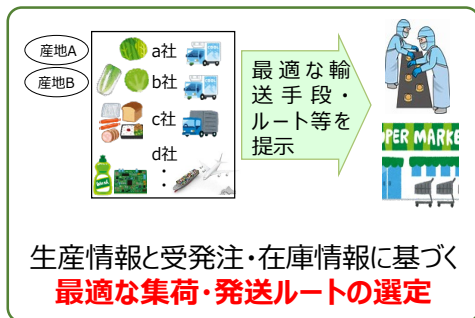 産地A
産地B
a社
b社
c社
d社
:
最適な輸
送手段・
ルート等を
提示
PER MARKE
生産情報と受発注・在庫情報に基づく
最適な集荷・発送ルートの選定